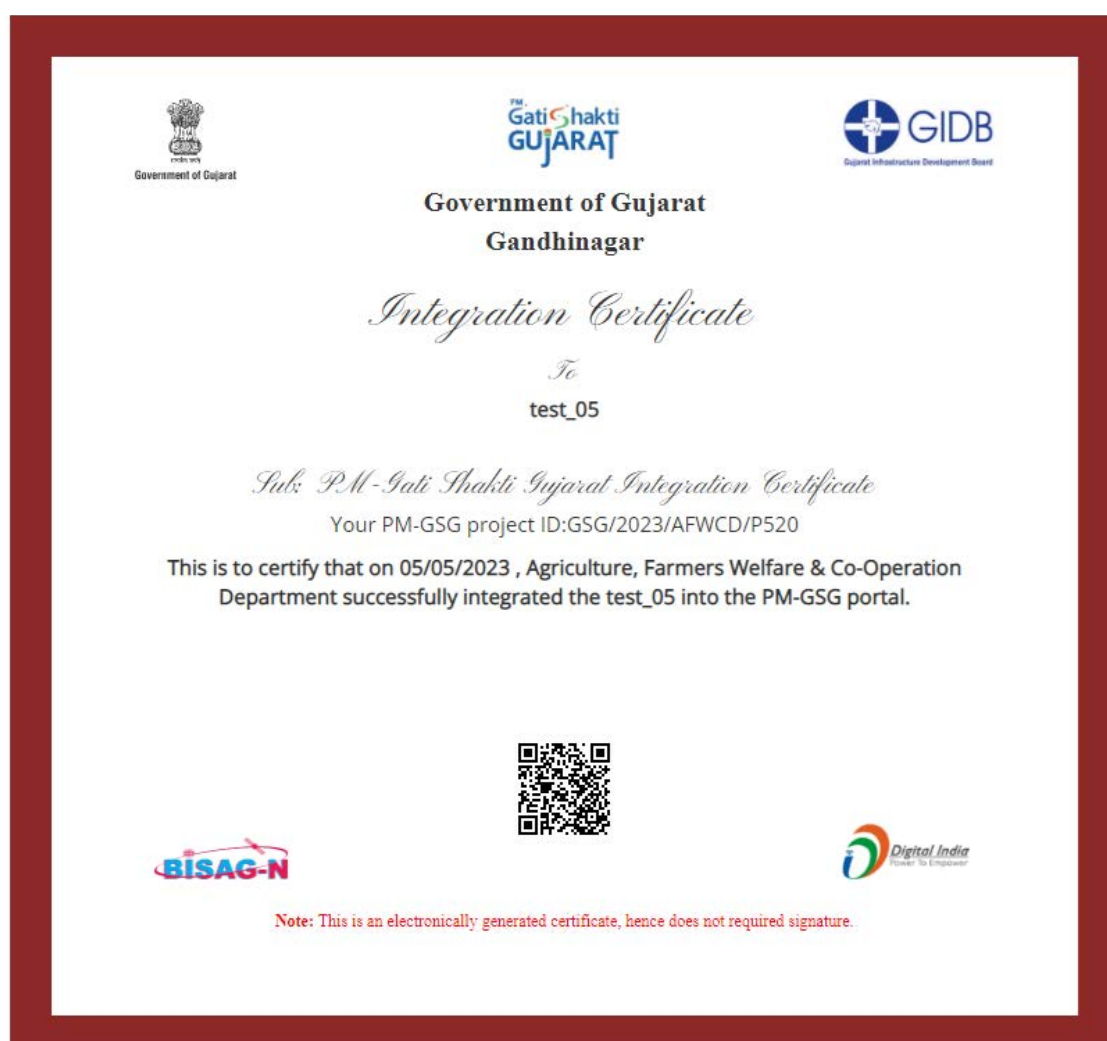 Government of Gujarat
PM
GatiShakti
GUJARAT
GIDB
Gujarat Infrastructure Development Board
Government of Gujarat
Gandhinagar
Integration Certificate
To
test_05
Sub: PM-Gati Shakti Gujarat Integration Certificate
Your PM-GSG project ID:GSG/2023/AFWCD/P520
This is to certify that on 05/05/2023 , Agriculture, Farmers Welfare & Co-Operation
Department successfully integrated the test_05 into the PM-GSG portal.
BISAG-N
Digital India
Power To Empower
Note: This is an electronically generated certificate, hence does not required signature.